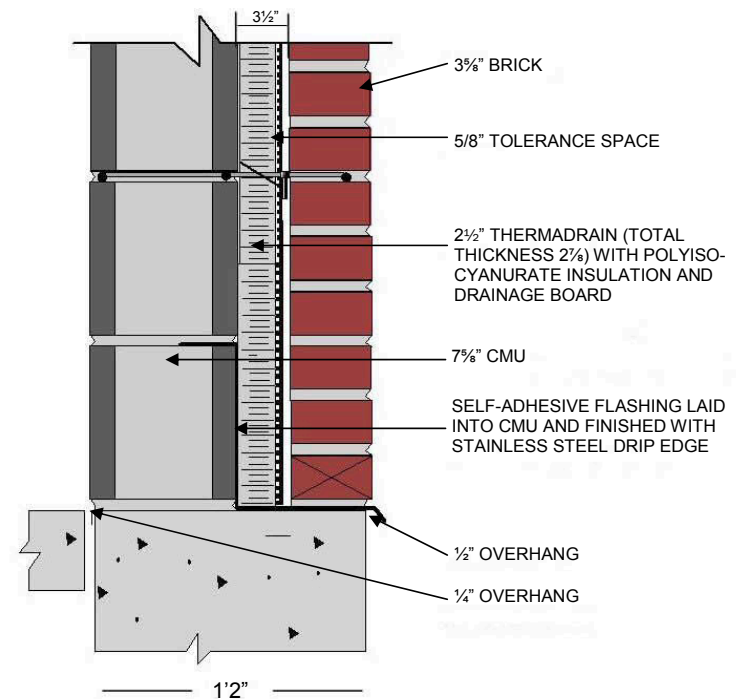 3½”
3⅝” BRICK
5/8” TOLERANCE SPACE
2½” THERMADRAIN (TOTAL
THICKNESS 2⅞) WITH POLYISO-
CYANURATE INSULATION AND
DRAINAGE BOARD
7⅝” CMU
SELF-ADHESIVE FLASHING LAID
INTO CMU AND FINISHED WITH
STAINLESS STEEL DRIP EDGE
½” OVERHANG
¼” OVERHANG
1’2”